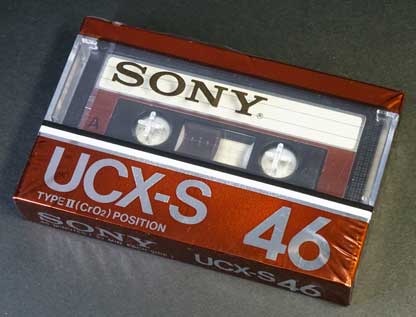 SONY®
A
UCX-S 46
TYPE II (CrO2) POSITION
SONY
UCX-S 46